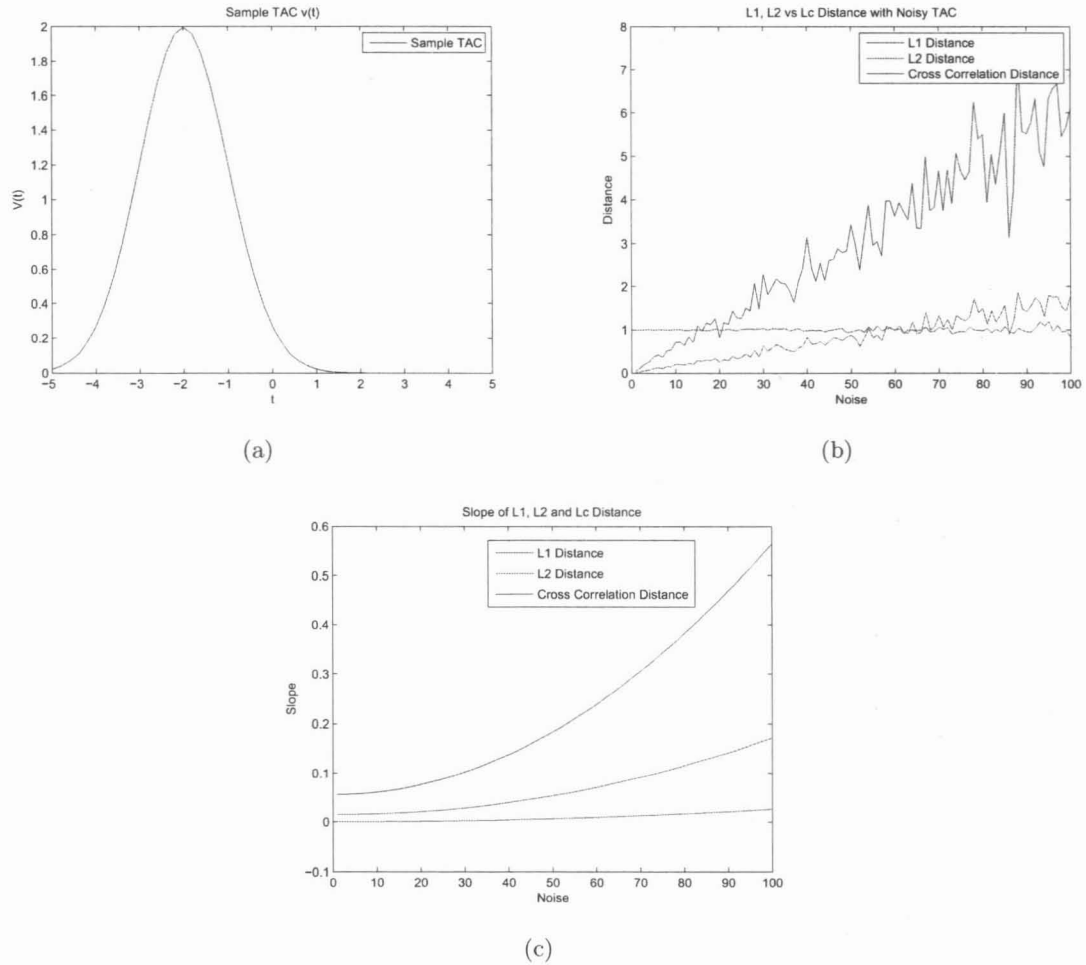 Sample TAC v(t)
Sample TAC
2
1.8
1.6
1.4
1.2
1
0.8
0.6
0.4
0.2
0
V(t)
−5 −4 −3 −2 −1 0 1 2 3 4 5
t
(a)
L1, L2 vs Lc Distance with Noisy TAC
L1 Distance
L2 Distance
Cross Correlation Distance
8
7
6
5
4
3
2
1
0
Distance
0 10 20 30 40 50 60 70 80 90 100
Noise
(b)
Slope of L1, L2 and Lc Distance
L1 Distance
L2 Distance
Cross Correlation Distance
0.6
0.5
0.4
0.3
0.2
0.1
0
−0.1
Slope
0 10 20 30 40 50 60 70 80 90 100
Noise
(c)